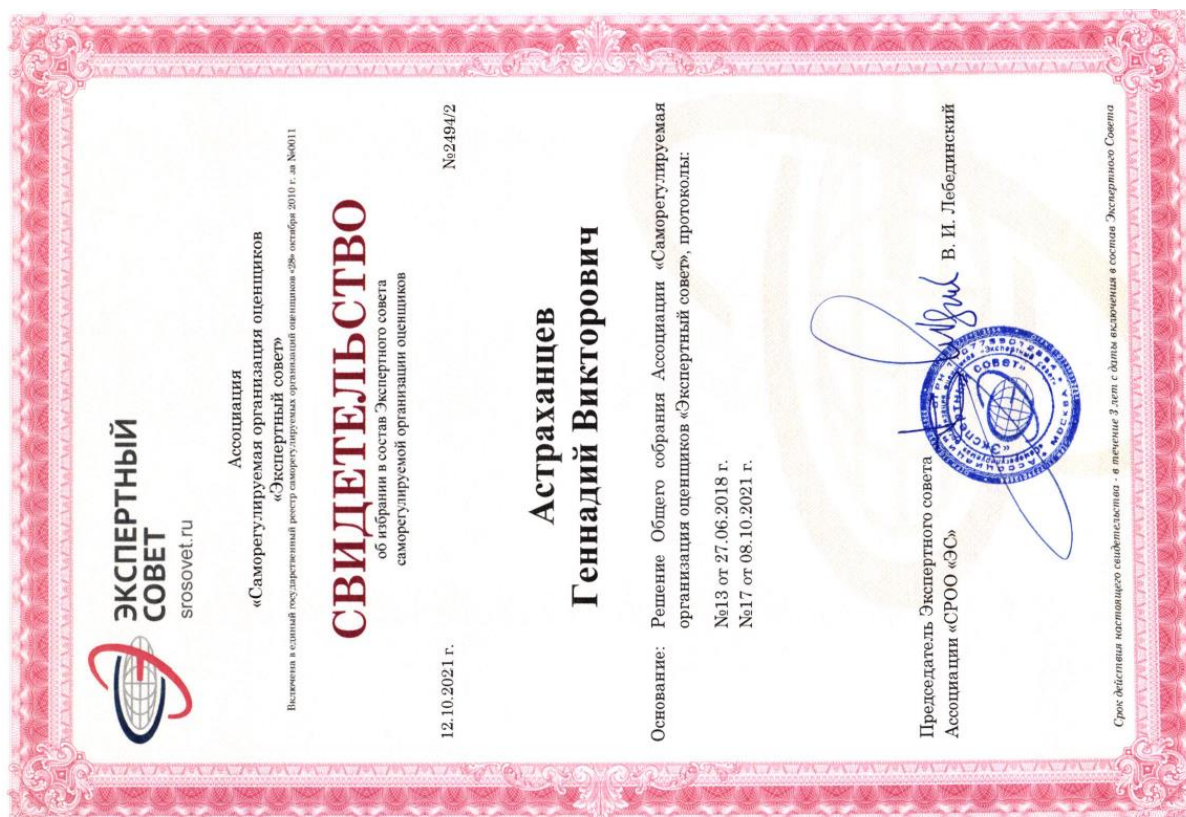 ЭКСПЕРТНЫЙ
СОВЕТ
srosovet.ru
Ассоциация
«Саморегулируемая организация оценщиков
«Экспертный совет»
Включена в единый государственный реестр саморегулируемых организаций оценщиков «28» октября 2010 г. за №0011
СВИДЕТЕЛЬСТВО
об избрании в состав Экспертного совета
саморегулируемой организации оценщиков
12.10.2021 г. №2494/2
Астраханцев
Геннадий Викторович
Основание: Решение Общего собрания Ассоциации «Саморегулируемая
организация оценщиков «Экспертный совет», протоколы:
№13 от 27.06.2018 г.
№17 от 08.10.2021 г.
Председатель Экспертного совета
Ассоциации «СРОО «ЭС» В. И. Лебединский
«ЭКСПЕРТНЫЙ СОВЕТ»
МОСКВА
Срок действия настоящего свидетельства - в течение 3 лет с даты включения в состав Экспертного Совета